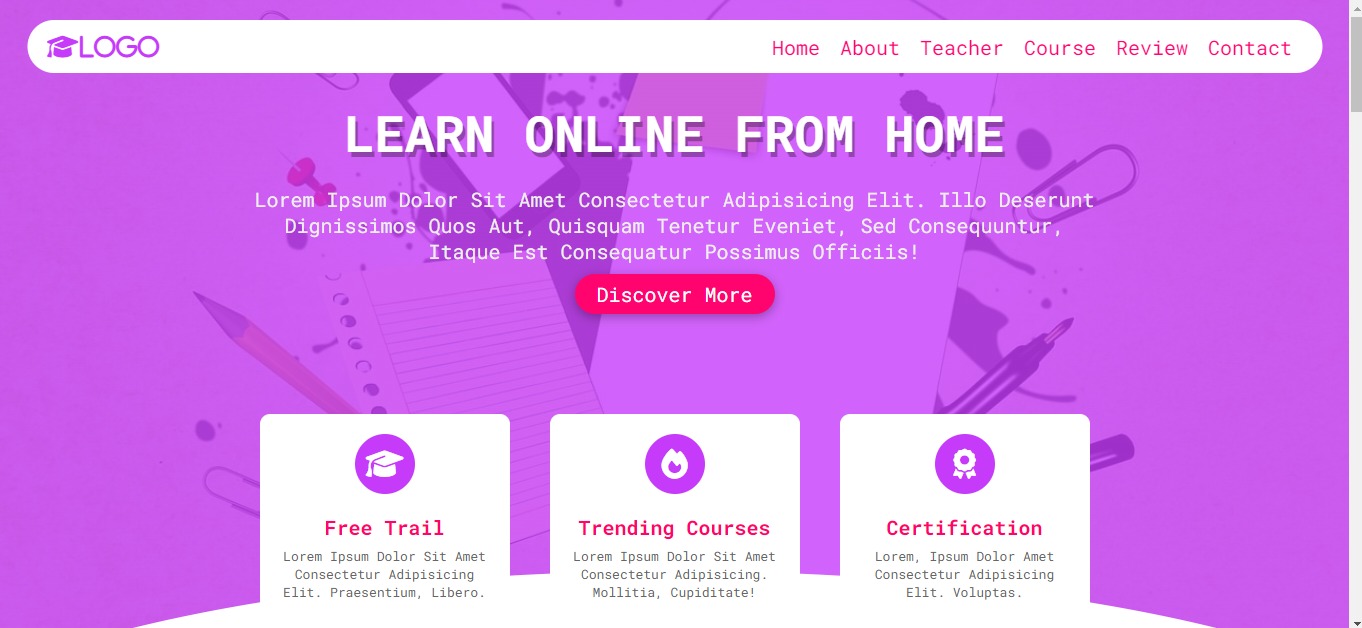 LOGO
Home About Teacher Course Review Contact
LEARN ONLINE FROM HOME
Lorem Ipsum Dolor Sit Amet Consectetur Adipisicing Elit. Illo Deserunt
Dignissimos Quos Aut, Quisquam Tenetur Eveniet, Sed Consequuntur,
Itaque Est Consequatur Possimus Officiis!
Discover More
Free Trail
Lorem Ipsum Dolor Sit Amet
Consectetur Adipisicing
Elit. Praesentium, Libero.
Trending Courses
Lorem Ipsum Dolor Sit Amet
Consectetur Adipisicing.
Mollitia, Cupiditate!
Certification
Lorem, Ipsum Dolor Amet
Consectetur Adipisicing
Elit. Voluptas.